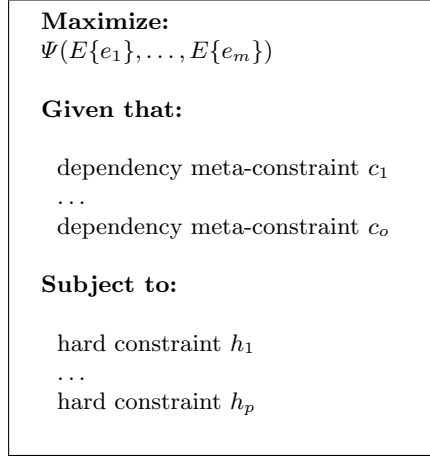 Maximize:
Ψ(E{e₁}, . . . , E{eₘ})
Given that:
dependency meta-constraint c₁
. . .
dependency meta-constraint cₒ
Subject to:
hard constraint h₁
. . .
hard constraint hₚ